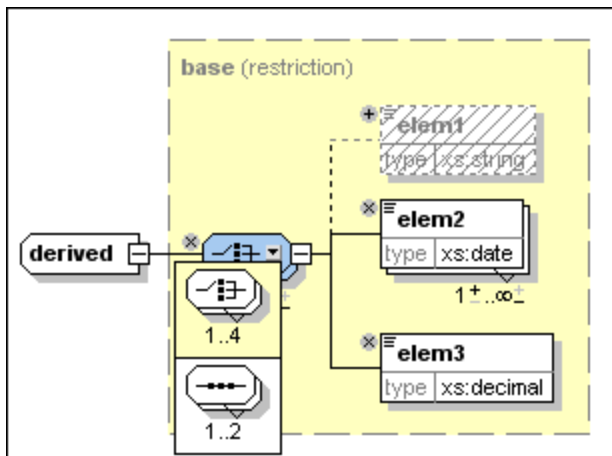 base (restriction)
elem1
type xs:string
elem2
derived
type xs:date
1..∞
1..4
elem3
type xs:decimal
1..2